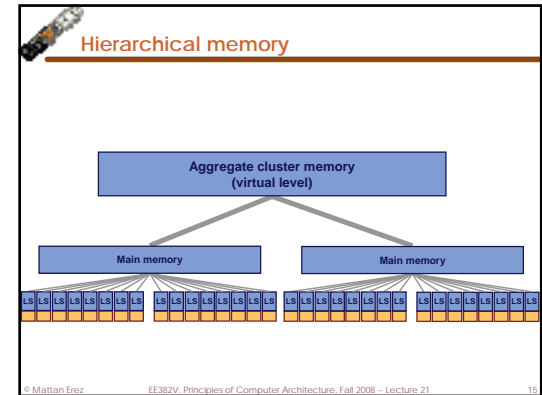 Hierarchical memory
Aggregate cluster memory
(virtual level)
Main memory
Main memory
LS LS LS LS LS LS LS LS LS LS LS LS LS LS LS LS LS LS LS LS LS LS LS LS LS LS LS LS LS LS LS LS
© Mattan Erez
EE382V: Principles of Computer Architecture, Fall 2008 -- Lecture 21
15